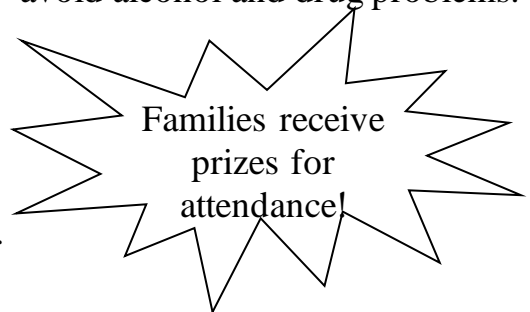 avoid alcohol and drug problems.
Families receive
prizes for
attendance!
.